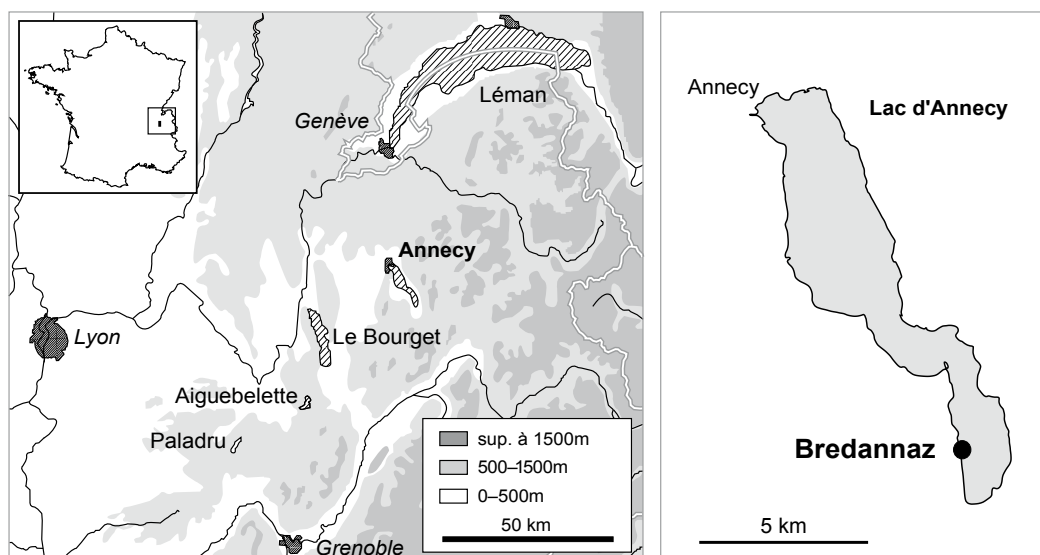 Léman
Genève
Annecy
Lyon
Le Bourget
Aiguebelette
Paladru
sup. à 1500m
500–1500m
0–500m
50 km
Grenoble
Annecy
Lac d'Annecy
Bredannaz
5 km